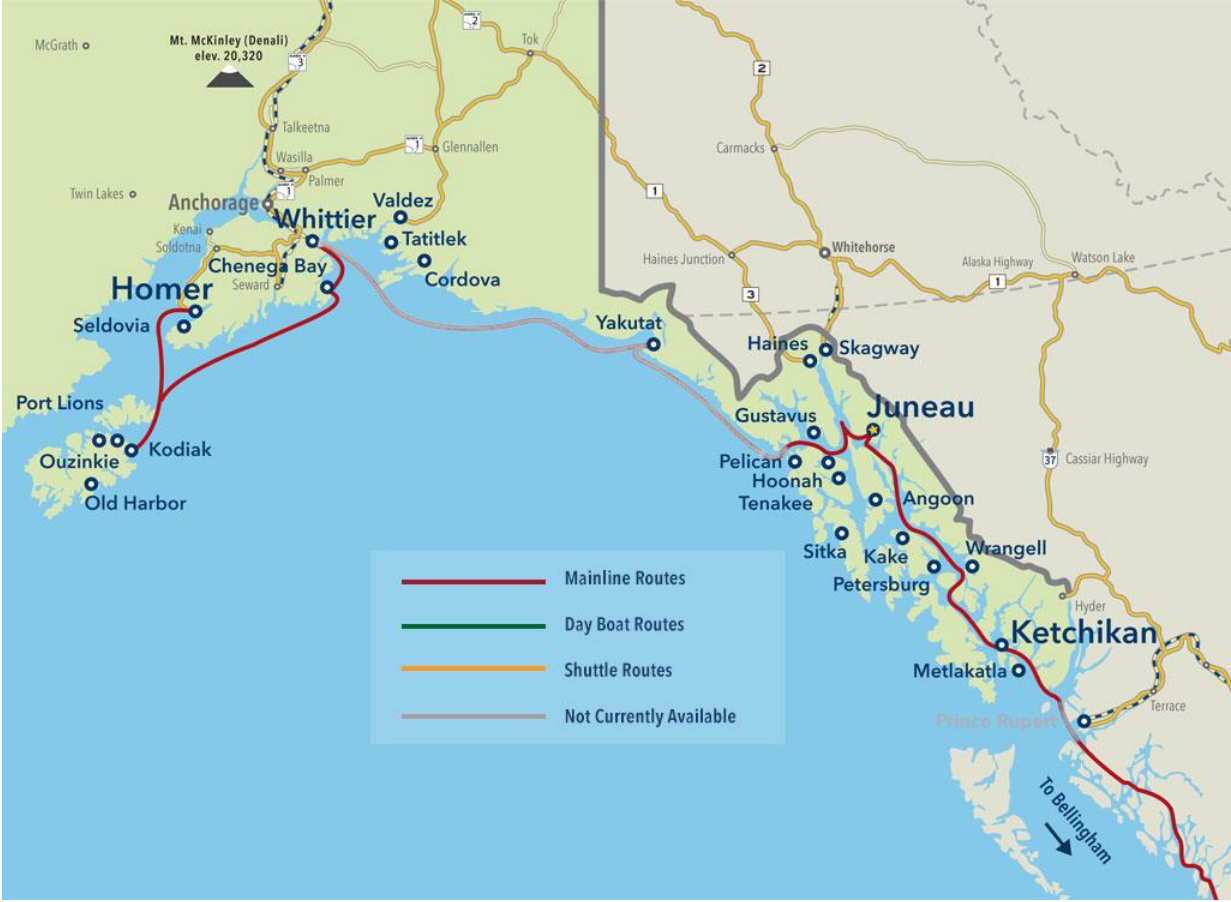 McGrath
Mt. McKinley (Denali)
elev. 20,320
3
2
Tok
2
Talkeetna
Wasilla
1
Glennallen
Palmer
1
Carmacks
Twin Lakes
Anchorage
Whittier
Valdez
1
Kenai
Soldotna
Tatitlek
Chenega Bay
Seward
Cordova
Haines Junction
Whitehorse
Alaska Highway
1
Watson Lake
3
Homer
Seldovia
Yakutat
Haines
Skagway
Port Lions
Ouzinkie
Kodiak
Old Harbor
Gustavus
Juneau
Pelican
Hoonah
Tenakee
Angoon
37
Cassiar Highway
Sitka
Kake
Wrangell
Petersburg
Hyder
Ketchikan
Metlakatla
Prince Rupert
Terrace
Mainline Routes
Day Boat Routes
Shuttle Routes
Not Currently Available
To Bellingham